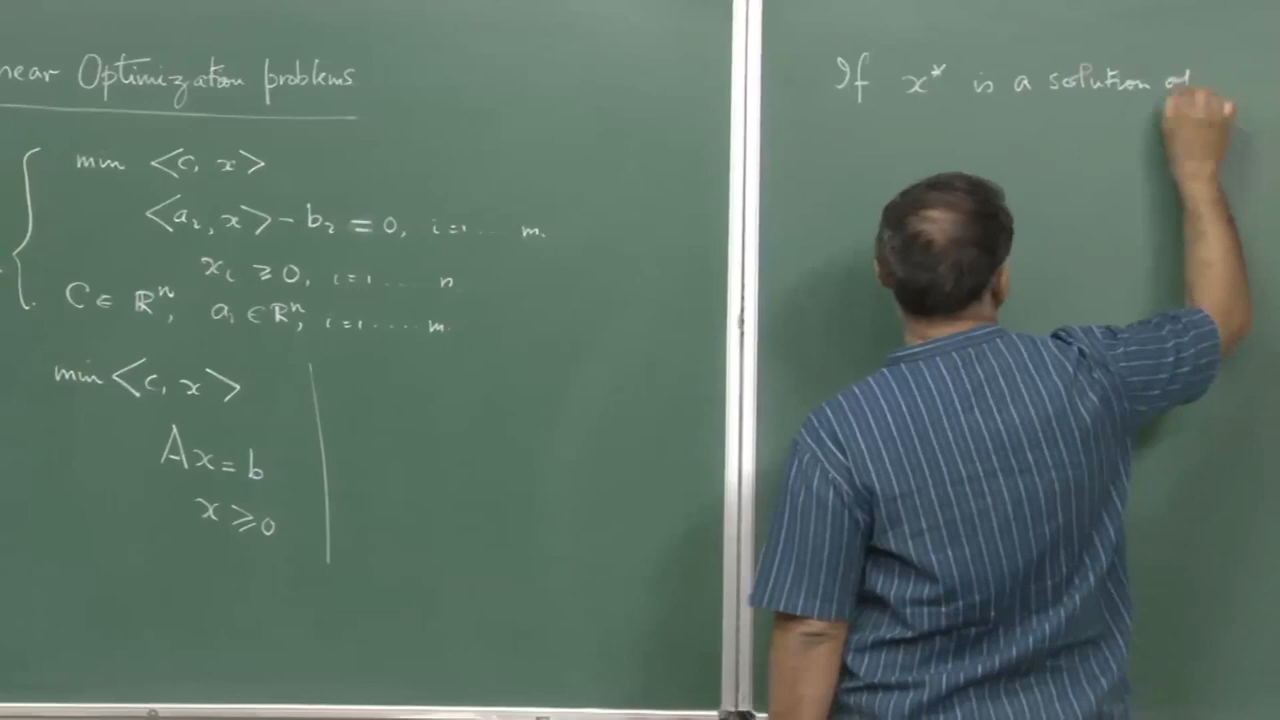 near Optimization problems
min <c, x>
<aᵢ, x> - bᵢ = 0, i=1... m.
xᵢ ≥ 0, i=1... n
C ∈ ℝⁿ, aᵢ ∈ ℝⁿ, i=1..... m.
min <c, x>
Ax = b
x ≥ 0
If x* is a solution of